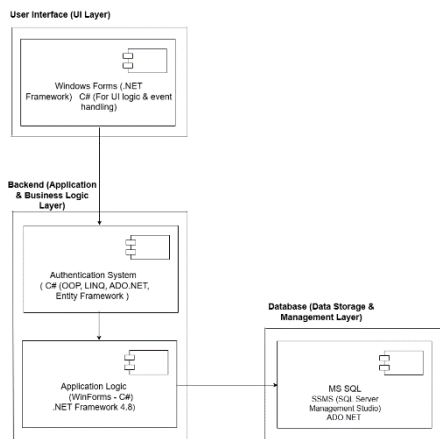 User Interface (UI Layer)
Windows Forms (.NET
Framework) C# (For UI logic & event
handling)
Backend (Application
& Business Logic
Layer)
Authentication System
( C# (OOP, LINQ, ADO.NET,
Entity Framework )
Application Logic
(WinForms - C#)
.NET Framework 4.8)
Database (Data Storage &
Management Layer)
MS SQL
SSMS (SQL Server
Management Studio)
ADO.NET